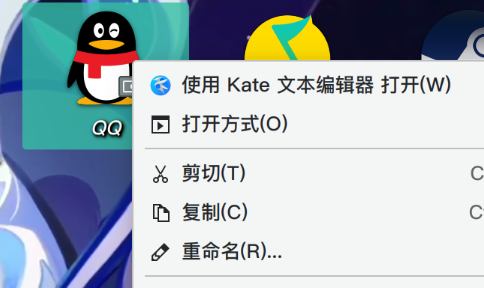 QQ
使用 Kate 文本编辑器 打开(W)
打开方式(O)
剪切(T)
复制(C)
重命名(R)...